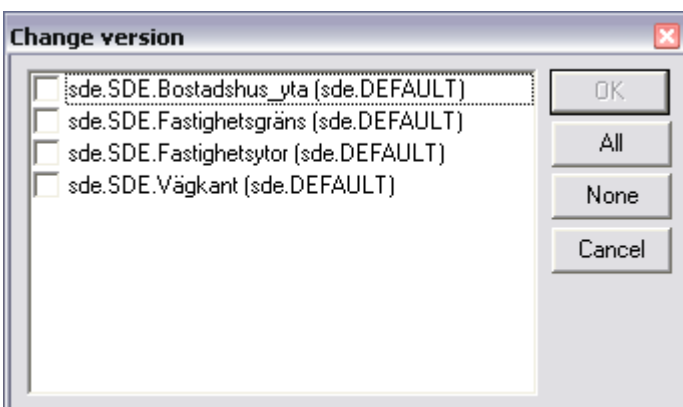 Change version
sde.SDE.Bostadshus_yta (sde.DEFAULT)
sde.SDE.Fastighetsgräns (sde.DEFAULT)
sde.SDE.Fastighetsytor (sde.DEFAULT)
sde.SDE.Vägkant (sde.DEFAULT)
OK
All
None
Cancel